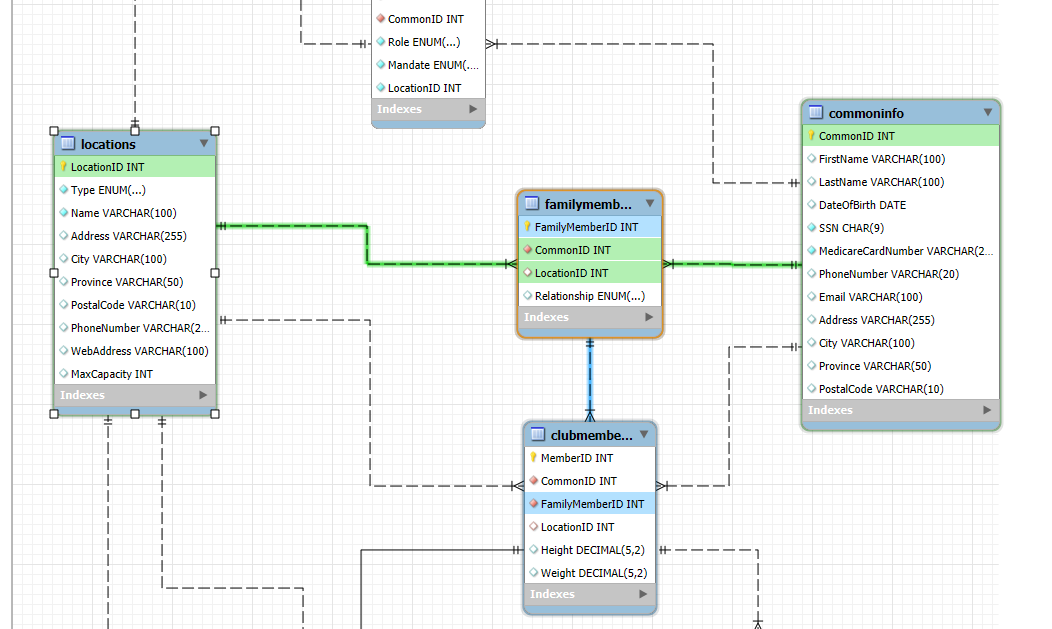 CommonID INT
Role ENUM(...)
Mandate ENUM(....
LocationID INT
Indexes
locations
LocationID INT
Type ENUM(...)
Name VARCHAR(100)
Address VARCHAR(255)
City VARCHAR(100)
Province VARCHAR(50)
PostalCode VARCHAR(10)
PhoneNumber VARCHAR(2...
WebAddress VARCHAR(100)
MaxCapacity INT
Indexes
familymemb...
FamilyMemberID INT
CommonID INT
LocationID INT
Relationship ENUM(...)
Indexes
commoninfo
CommonID INT
FirstName VARCHAR(100)
LastName VARCHAR(100)
DateOfBirth DATE
SSN CHAR(9)
MedicareCardNumber VARCHAR(2...
PhoneNumber VARCHAR(20)
Email VARCHAR(100)
Address VARCHAR(255)
City VARCHAR(100)
Province VARCHAR(50)
PostalCode VARCHAR(10)
Indexes
clubmembe...
MemberID INT
CommonID INT
FamilyMemberID INT
LocationID INT
Height DECIMAL(5,2)
Weight DECIMAL(5,2)
Indexes